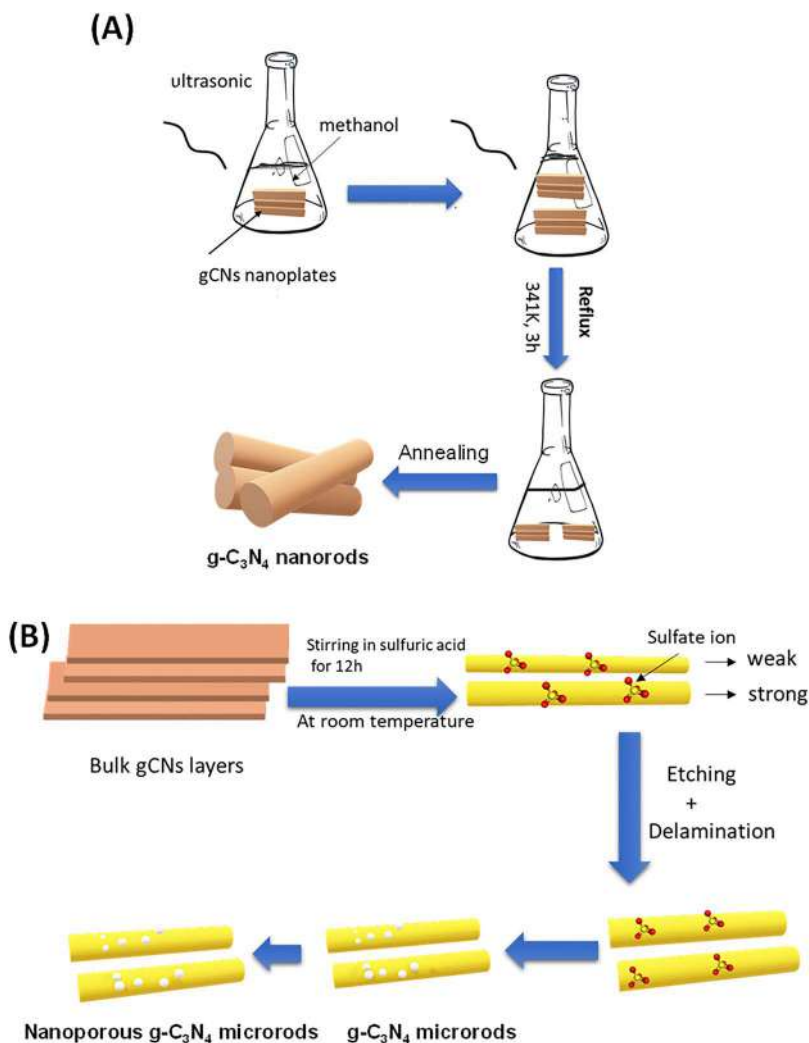 (A)
ultrasonic
methanol
gCNs nanoplates
Reflux
341K, 3h
Annealing
g-C₃N₄ nanorods
(B)
Stirring in sulfuric acid
for 12h
At room temperature
Sulfate ion
weak
strong
Bulk gCNs layers
Etching
+
Delamination
Nanoporous g-C₃N₄ microrods
g-C₃N₄ microrods